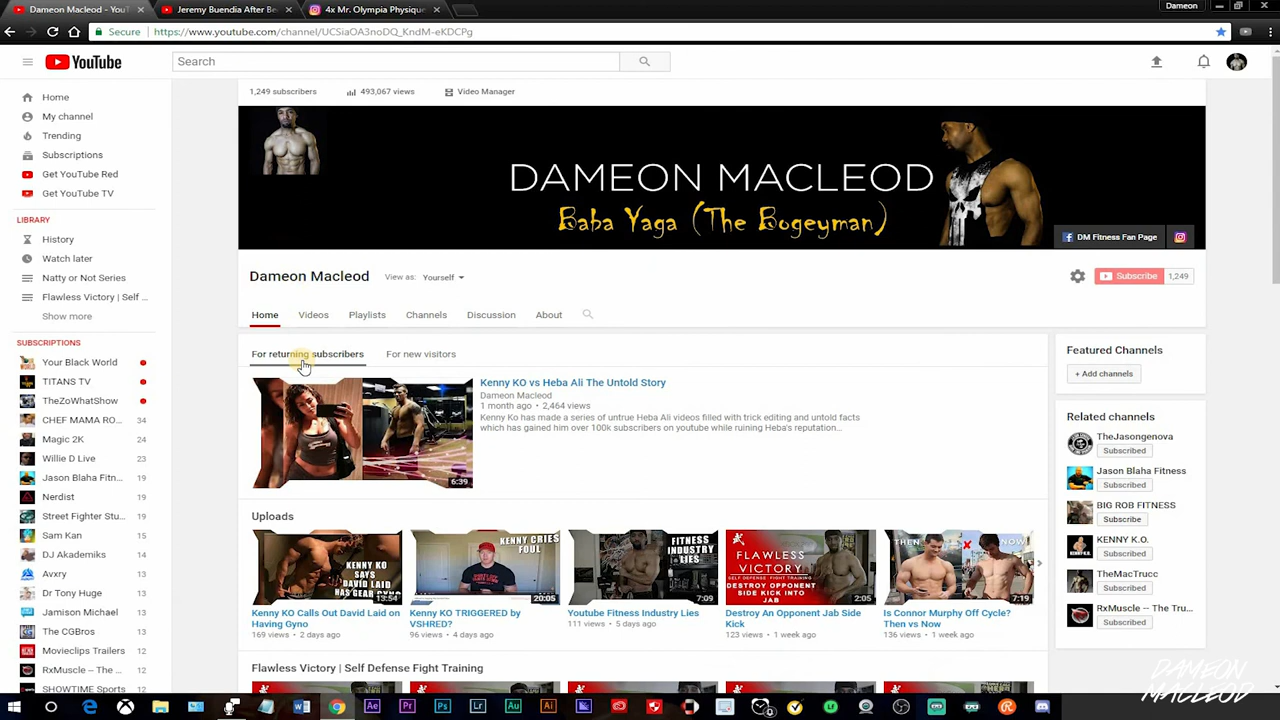 Dameon Macleod - YouT
Jeremy Buendia After Be
4x Mr. Olympia Physique
Dameon
Secure
https://www.youtube.com/channel/UCSiaOA3noDQ_KndM-eKDCPg
YouTube
Search
Home
My channel
Trending
Subscriptions
Get YouTube Red
Get YouTube TV
LIBRARY
History
Watch later
Natty or Not Series
Flawless Victory | Self ...
Show more
SUBSCRIPTIONS
Your Black World
TITANS TV
TheZoWhatShow
CHEF MAMA RO... 34
Magic 2K 24
Willie D Live 23
Jason Blaha Fitn... 19
Nerdist 19
Street Fighter Stu... 19
Sam Kan 15
DJ Akademiks 14
Avxry 13
Dr Tony Huge 13
Jamison Michael 13
The CGBros 13
Movieclips Trailers 12
RxMuscle -- The ... 12
SHOWTIME Sports 12
1,249 subscribers
493,067 views
Video Manager
DAMEON MACLEOD
Baba Yaga (The Bogeyman)
DM Fitness Fan Page
Dameon Macleod
View as: Yourself
Subscribe 1,249
Home
Videos
Playlists
Channels
Discussion
About
For returning subscribers
For new visitors
6:39
Kenny KO vs Heba Ali The Untold Story
Dameon Macleod
1 month ago • 2,464 views
Kenny KO has made a series of untrue Heba Ali videos filled with trick editing and untold facts
which has gained him over 100k subscribers on youtube while ruining Heba's reputation...
Uploads
KENNY KO
SAYS
DAVID LAID
HAS GEAR
13:54
Kenny KO Calls Out David Laid on
Having Gyno
169 views • 2 days ago
KENNY
CRIES
FOUL
20:05
Kenny KO TRIGGERED by
VSHRED?
96 views • 4 days ago
FITNESS
INDUSTRY
LIES
7:09
Youtube Fitness Industry Lies
111 views • 5 days ago
FLAWLESS
VICTORY
SELF DEFENSE | FIGHT TRAINING
DESTROY OPPONENT
SIDE KICK
INTO
JAB
2:05
Destroy An Opponent Jab Side
Kick
123 views • 1 week ago
THEN
NOW
7:19
Is Connor Murphy Off Cycle?
Then vs Now
136 views • 1 week ago
Flawless Victory | Self Defense Fight Training
Featured Channels
+ Add channels
Related channels
TheJasongenova
Subscribed
Jason Blaha Fitness
Subscribed
BIG ROB FITNESS
Subscribe
KENNY K.O.
Subscribed
TheMacTrucc
Subscribed
RxMuscle -- The Tru...
Subscribed
DAMEON
MACLEOD